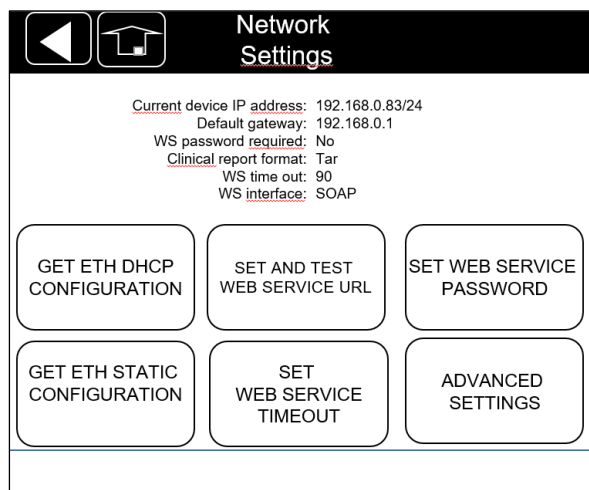 Network
Settings
Current device IP address: 192.168.0.83/24
Default gateway: 192.168.0.1
WS password required: No
Clinical report format: Tar
WS time out: 90
WS interface: SOAP
GET ETH DHCP
CONFIGURATION
SET AND TEST
WEB SERVICE URL
SET WEB SERVICE
PASSWORD
GET ETH STATIC
CONFIGURATION
SET
WEB SERVICE
TIMEOUT
ADVANCED
SETTINGS